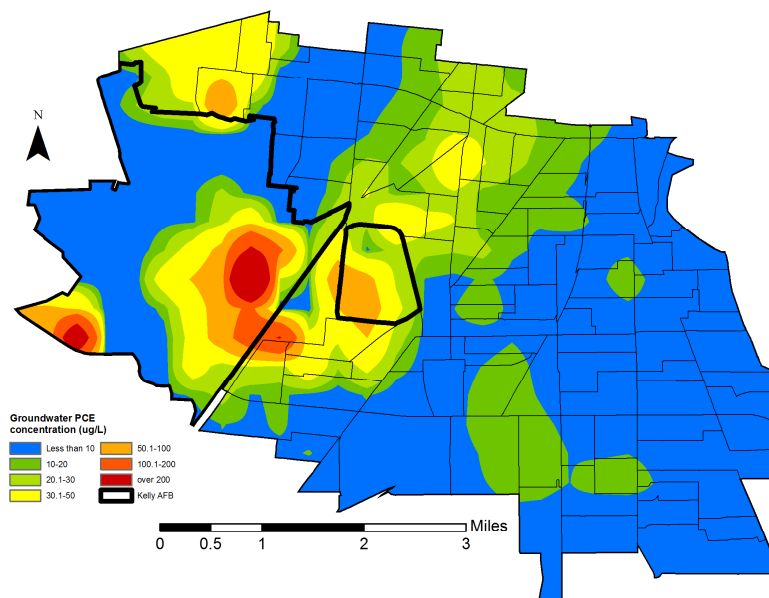 N
Groundwater PCE
concentration (ug/L)
Less than 10
50.1-100
10-20
100.1-200
20.1-30
over 200
30.1-50
Kelly AFB
Miles
0 0.5 1 2 3